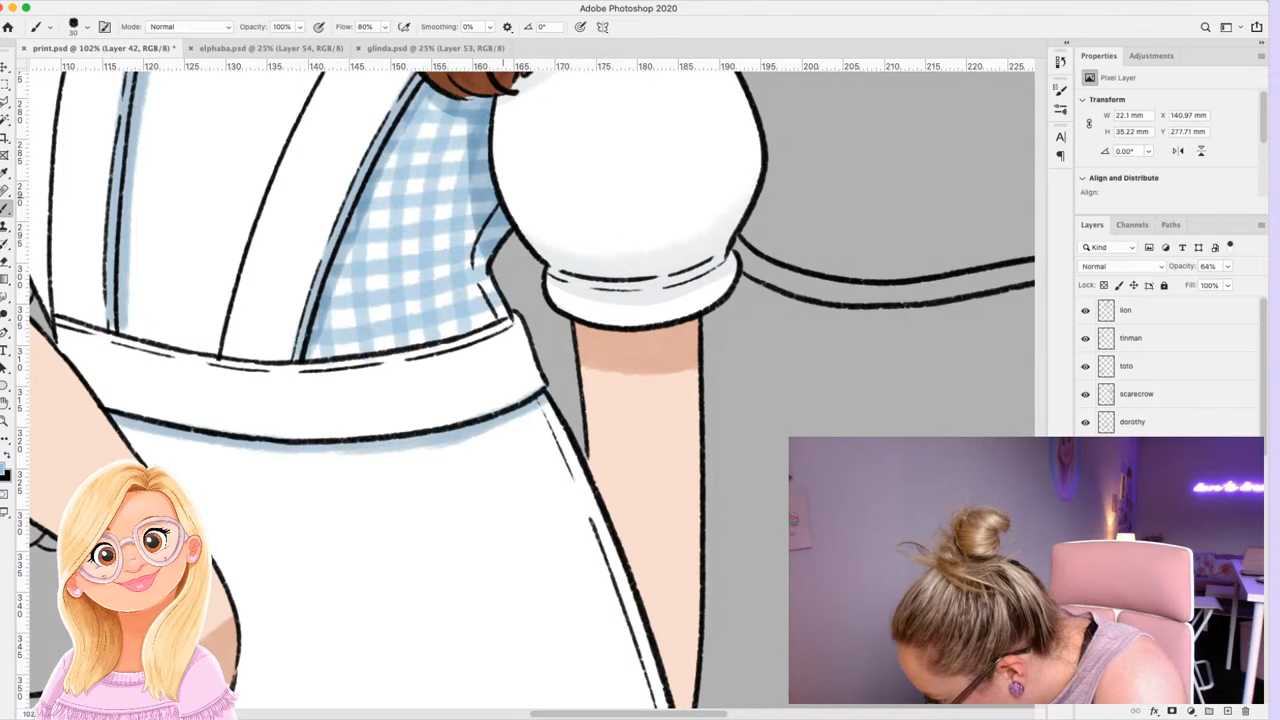 Adobe Photoshop 2020
30 Mode: Normal Opacity: 100% Flow: 80% Smoothing: 0% 0°
print.psd @ 102% (Layer 42, RGB/8) * elphaba.psd @ 25% (Layer 54, RGB/8) glinda.psd @ 25% (Layer 53, RGB/8)
110 115 120 125 130 135 140 145 150 155 160 165 170 175 180 185 190 195 200 205 210 215 220 225
Properties Adjustments
Pixel Layer
Transform
W 22.1 mm X 140.97 mm
H 35.22 mm Y 277.71 mm
0.00°
Align and Distribute
Align:
Layers Channels Paths
Kind
Normal Opacity: 64%
Lock: Fill: 100%
lion
tinman
toto
scarecrow
dorothy